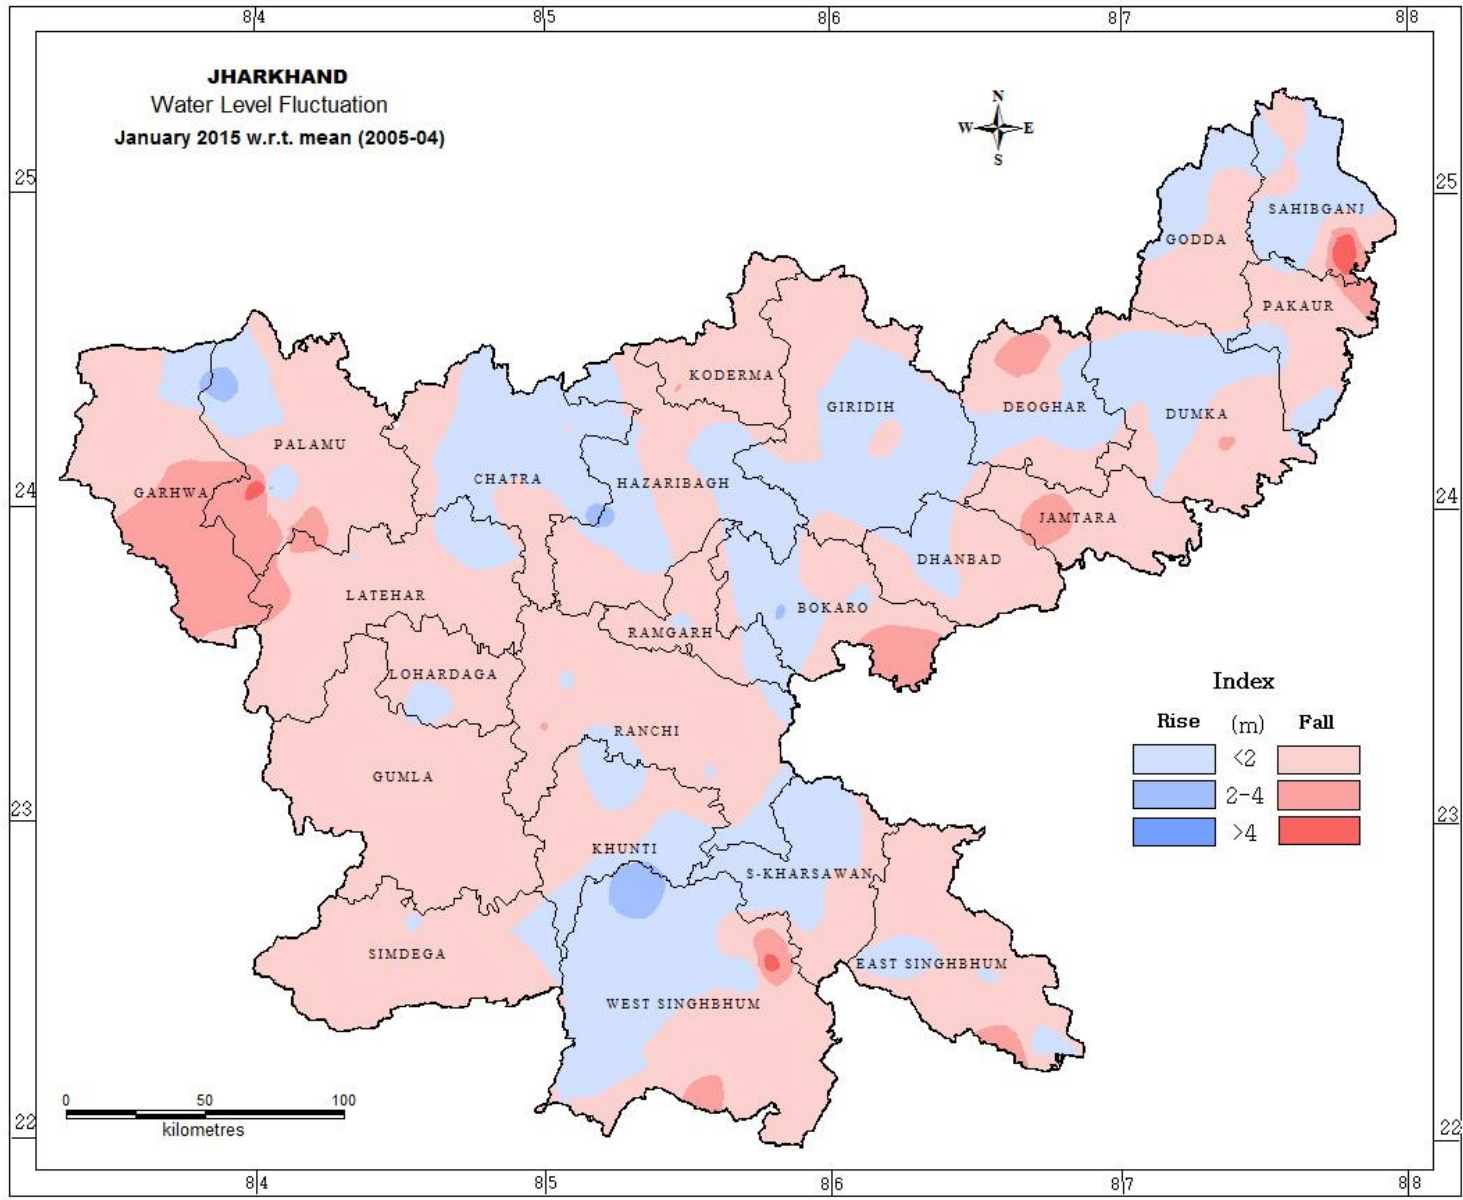 84 85 86 87 88
JHARKHAND
Water Level Fluctuation
January 2015 w.r.t. mean (2005-04)
N
W E
S
25 25
SAHIBGANJ
GODDA
PAKAUR
KODERMA
GIRIDIH DEOGHAR DUMKA
PALAMU
CHATRA HAZARIBAGH
GARHWA
24 24
JAMTARA
DHANBAD
LATEHAR BOKARO
RAMGARH
LOHARDAGA
RANCHI
GUMLA
Index
Rise (m) Fall
<2
2-4
>4
23 23
KHUNTI
S-KHARSAWAN
SIMDEGA EAST SINGHBHUM
WEST SINGHBHUM
0 50 100
kilometres
22 22
84 85 86 87 88